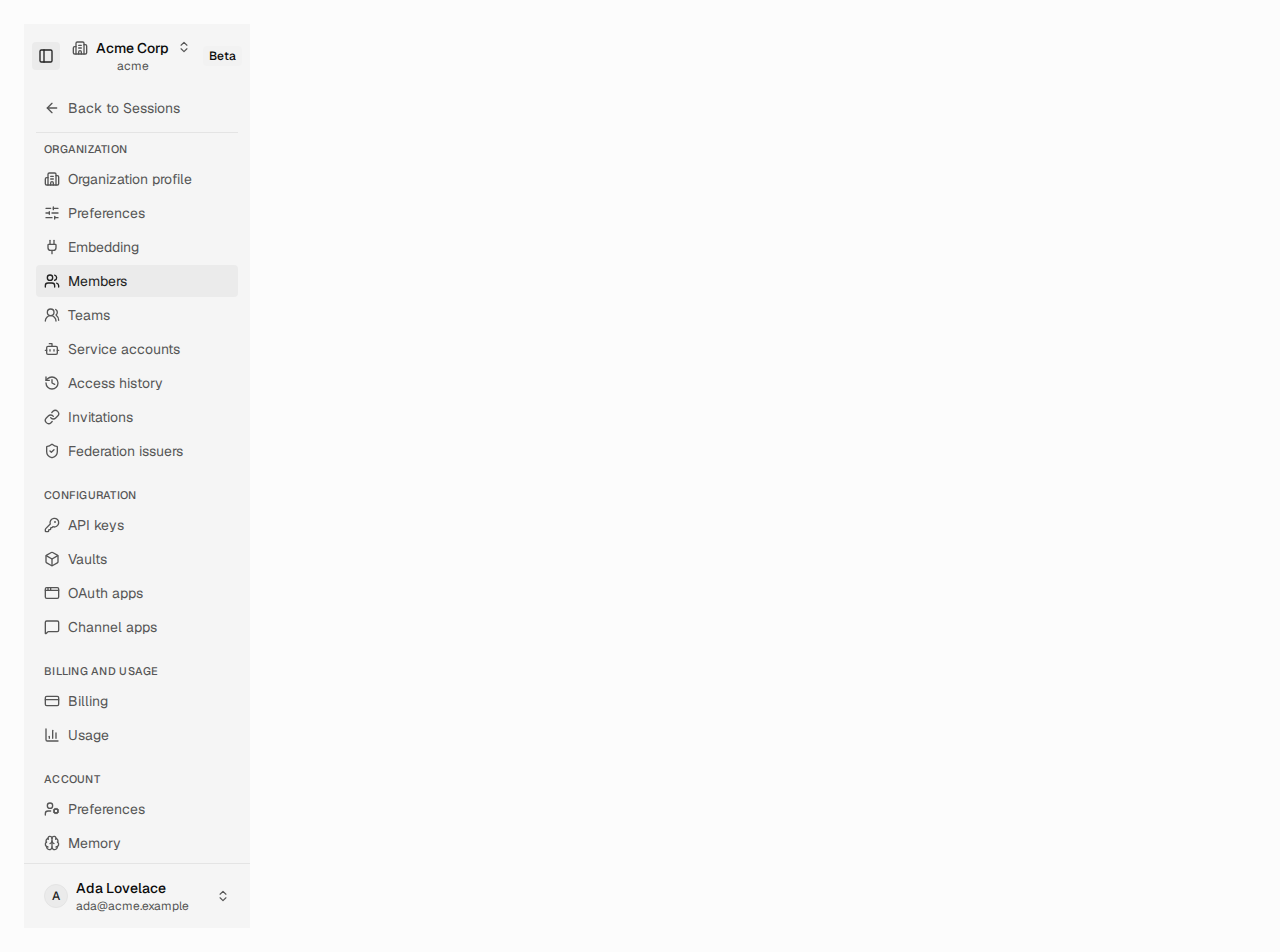 Acme Corp
acme
Beta
Back to Sessions
ORGANIZATION
Organization profile
Preferences
Embedding
Members
Teams
Service accounts
Access history
Invitations
Federation issuers
CONFIGURATION
API keys
Vaults
OAuth apps
Channel apps
BILLING AND USAGE
Billing
Usage
ACCOUNT
Preferences
Memory
A
Ada Lovelace
ada@acme.example